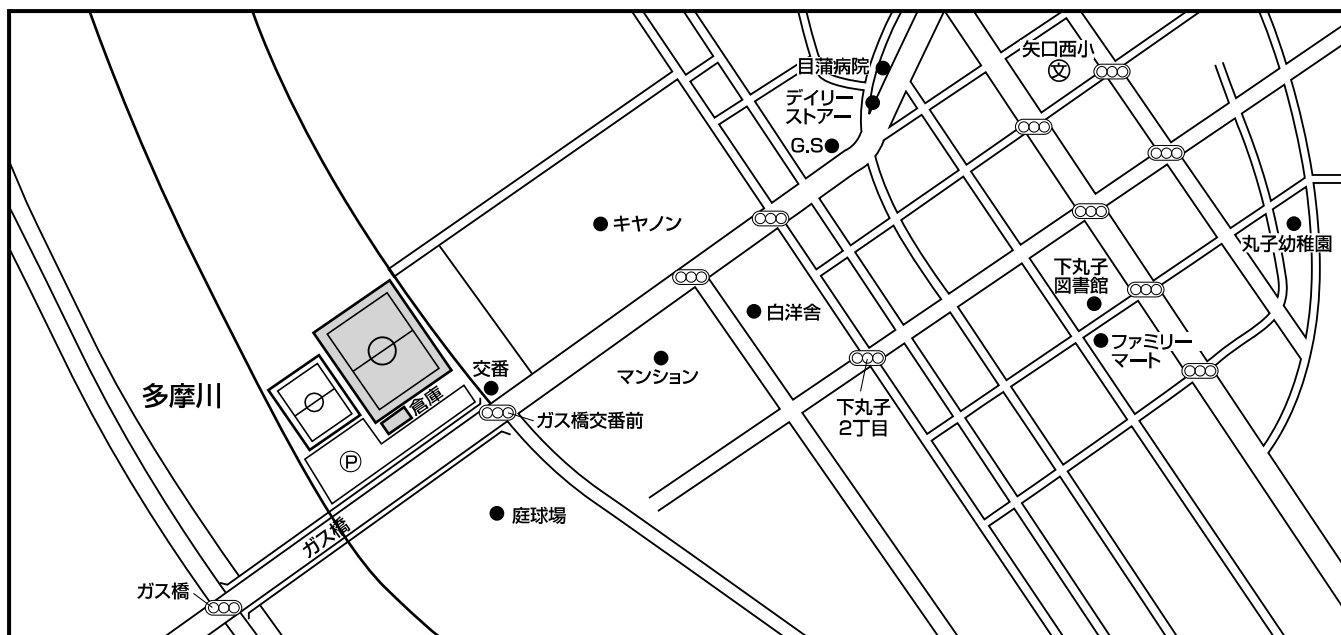 矢口西小
文
目蒲病院
デイリー
ストアー
G.S
キヤノン
丸子幼稚園
下丸子
図書館
白洋舎
ファミリー
マート
マンション
交番
倉庫
多摩川
ガス橋交番前
下丸子
2丁目
P
庭球場
ガス橋
ガス橋